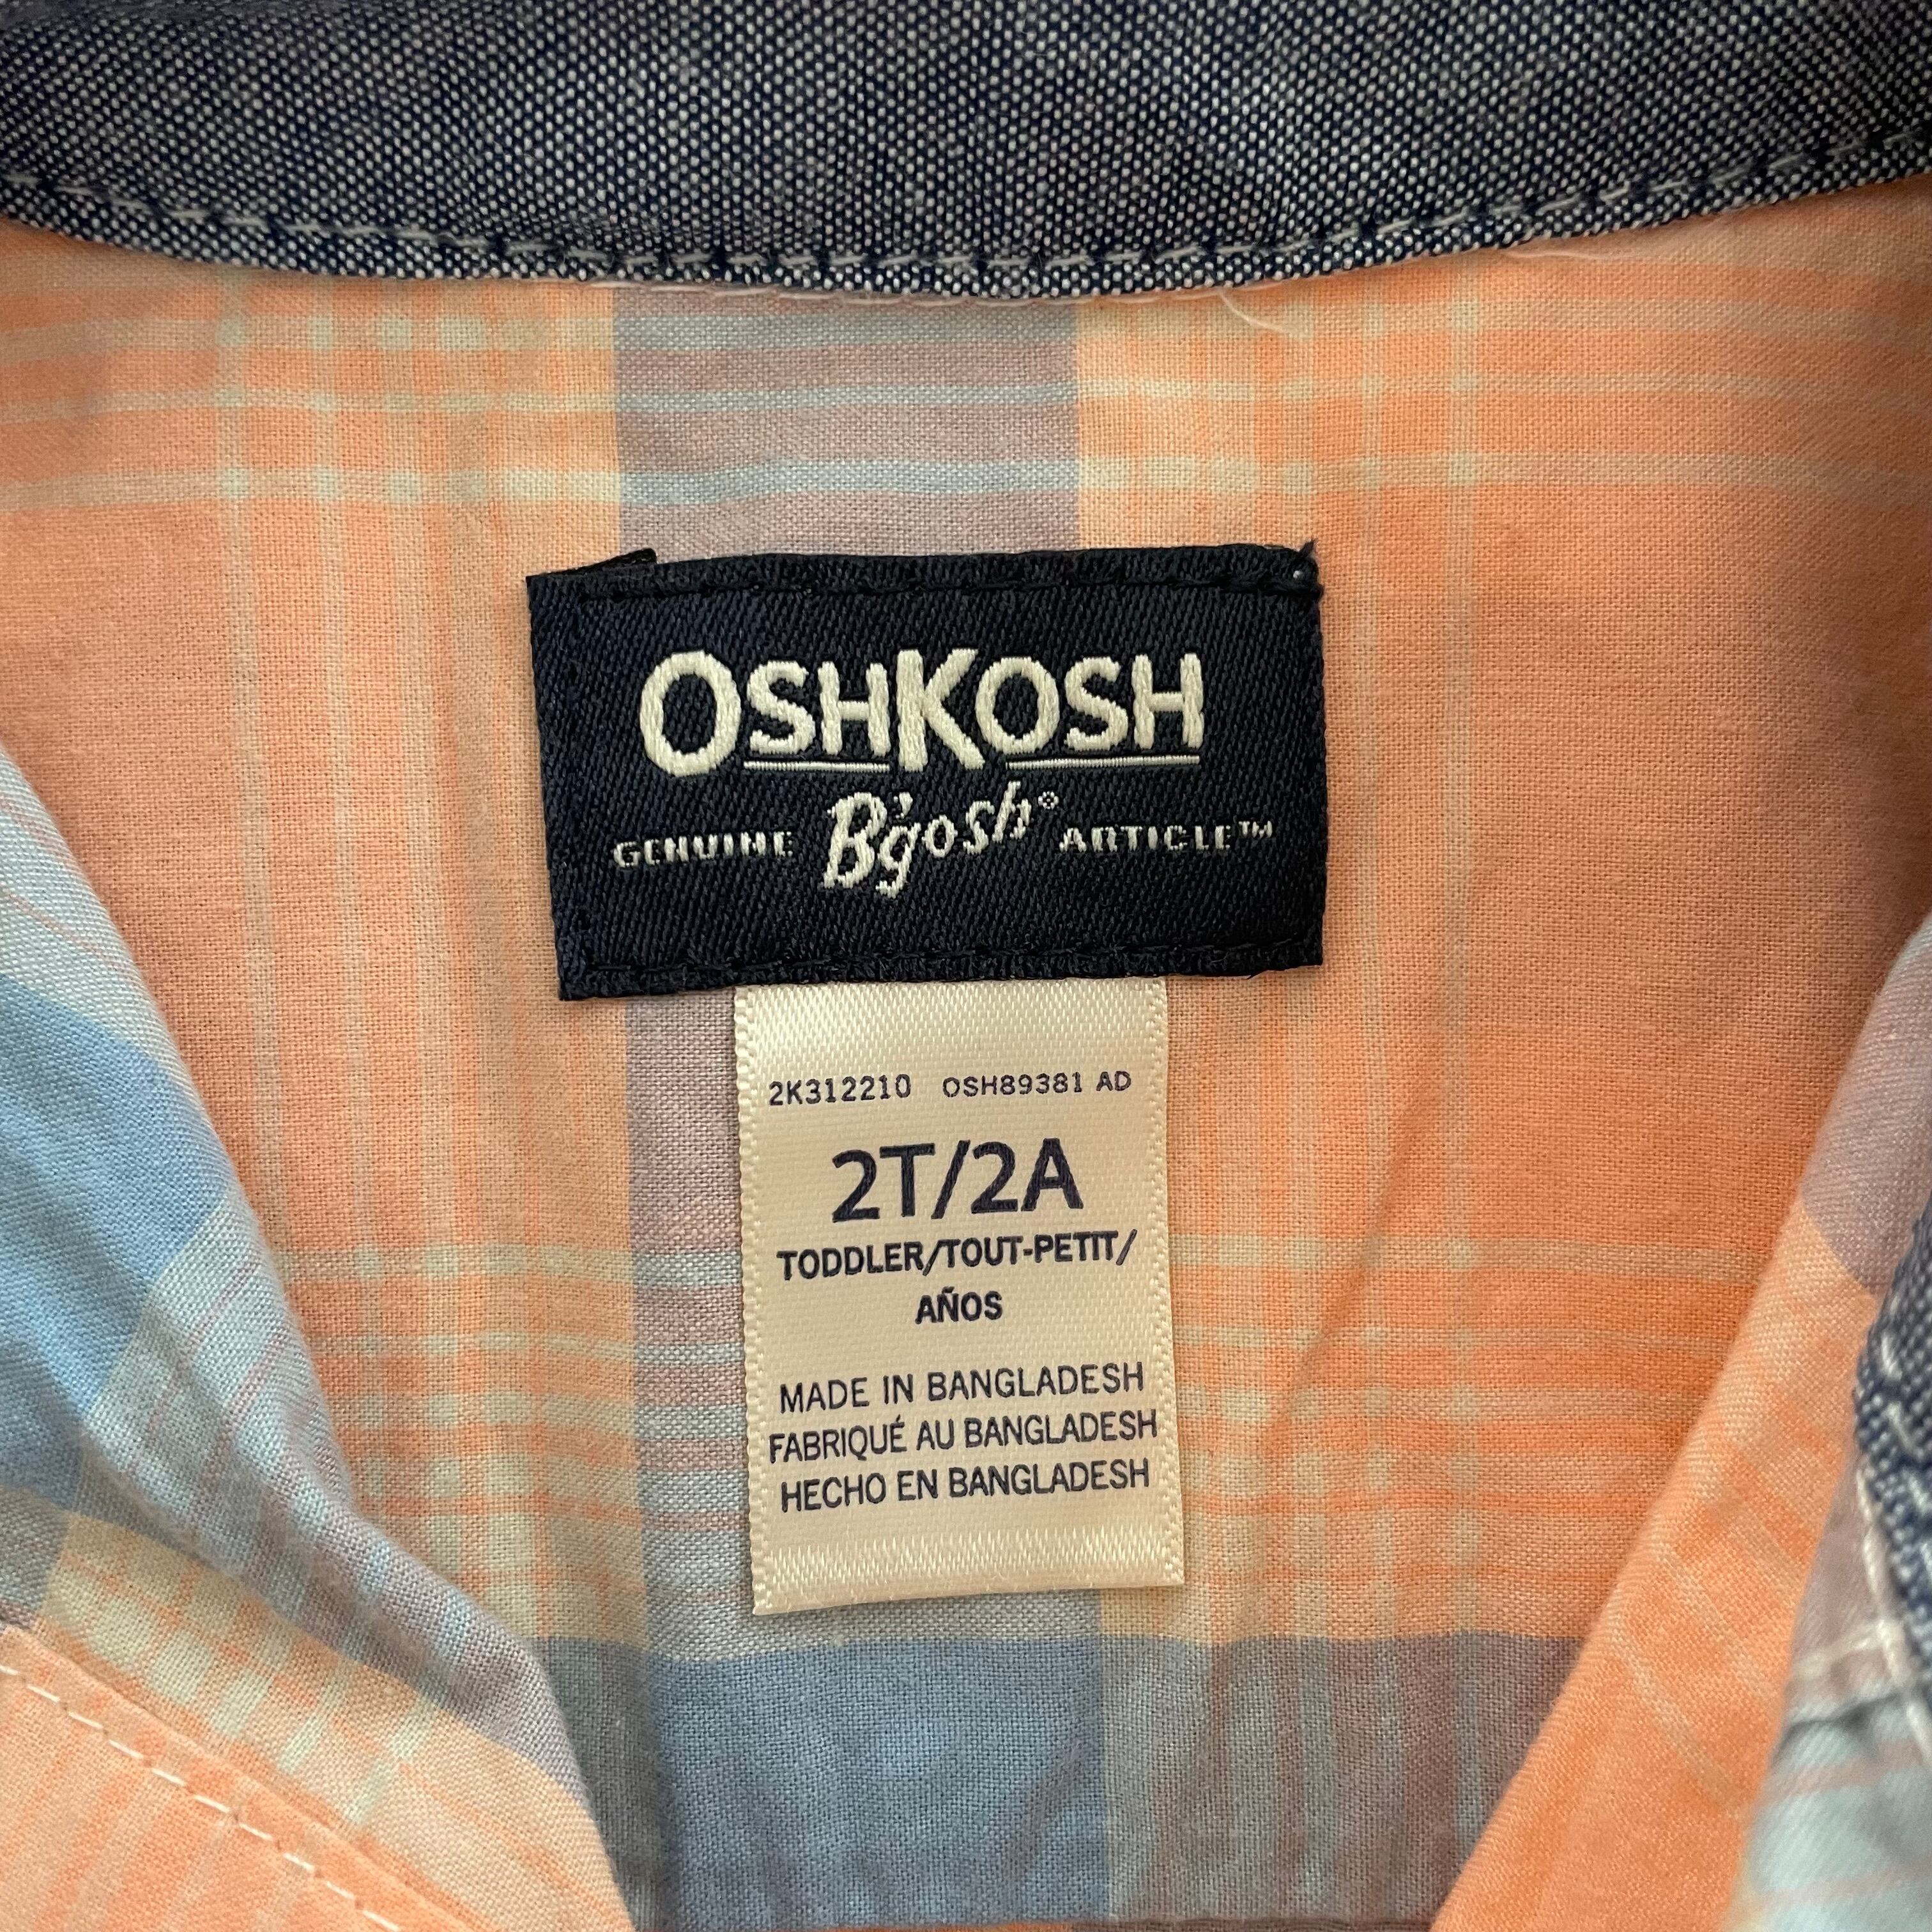 OSHKOSH
GENUINE B'gosh® ARTICLE™
2K312210 OSH89381 AD
2T/2A
TODDLER/TOUT-PETIT/
AÑOS
MADE IN BANGLADESH
FABRIQUÉ AU BANGLADESH
HECHO EN BANGLADESH